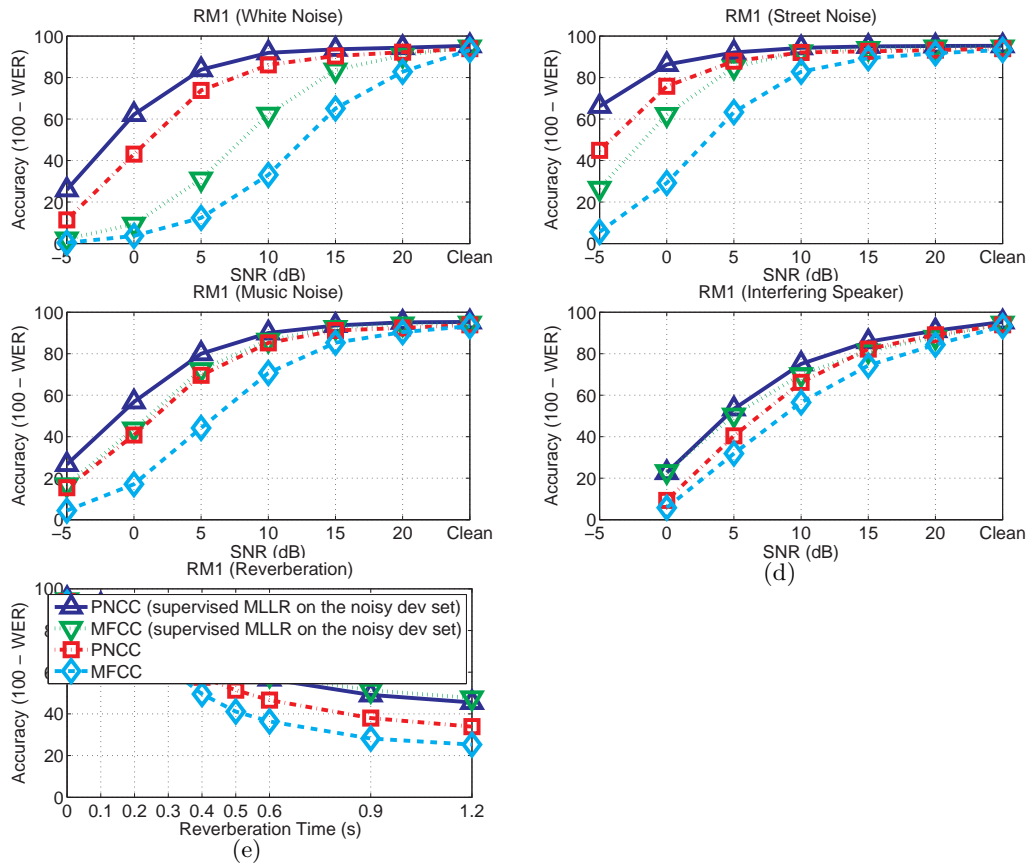 RM1 (White Noise)
100
80
60
40
20
0
Accuracy (100 − WER)
−5 0 5 10 15 20 Clean
SNR (dB)
RM1 (Street Noise)
100
80
60
40
20
0
Accuracy (100 − WER)
−5 0 5 10 15 20 Clean
SNR (dB)
RM1 (Music Noise)
100
80
60
40
20
0
Accuracy (100 − WER)
−5 0 5 10 15 20 Clean
SNR (dB)
RM1 (Interfering Speaker)
100
80
60
40
20
0
Accuracy (100 − WER)
0 5 10 15 20 Clean
SNR (dB)
(d)
RM1 (Reverberation)
100
PNCC (supervised MLLR on the noisy dev set)
MFCC (supervised MLLR on the noisy dev set)
PNCC
MFCC
40
20
0
Accuracy (100 − WER)
0 0.1 0.2 0.3 0.4 0.5 0.6 0.9 1.2
Reverberation Time (s)
(e)